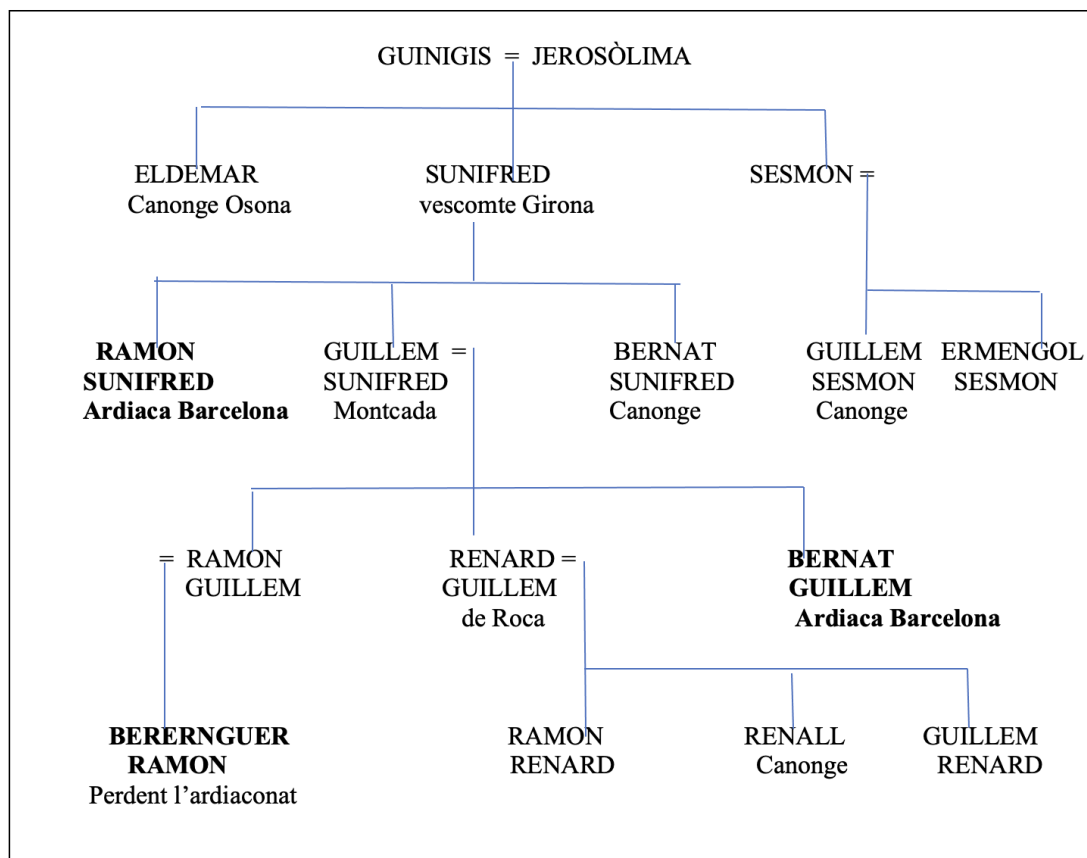 GUINIGIS = JEROSÒLIMA
ELDEMAR SUNIFRED SESMON =
Canonge Osona vescomte Girona
RAMON GUILLEM = BERNAT GUILLEM ERMENGOL
SUNIFRED SUNIFRED SUNIFRED SESMON SESMON
Ardiaca Barcelona Montcada Canonge Canonge
= RAMON RENARD = BERNAT
GUILLEM GUILLEM GUILLEM
de Roca Ardiaca Barcelona
BERERNGUER RAMON RENALL GUILLEM
RAMON RENARD Canonge RENARD
Perdent l’ardiaconat